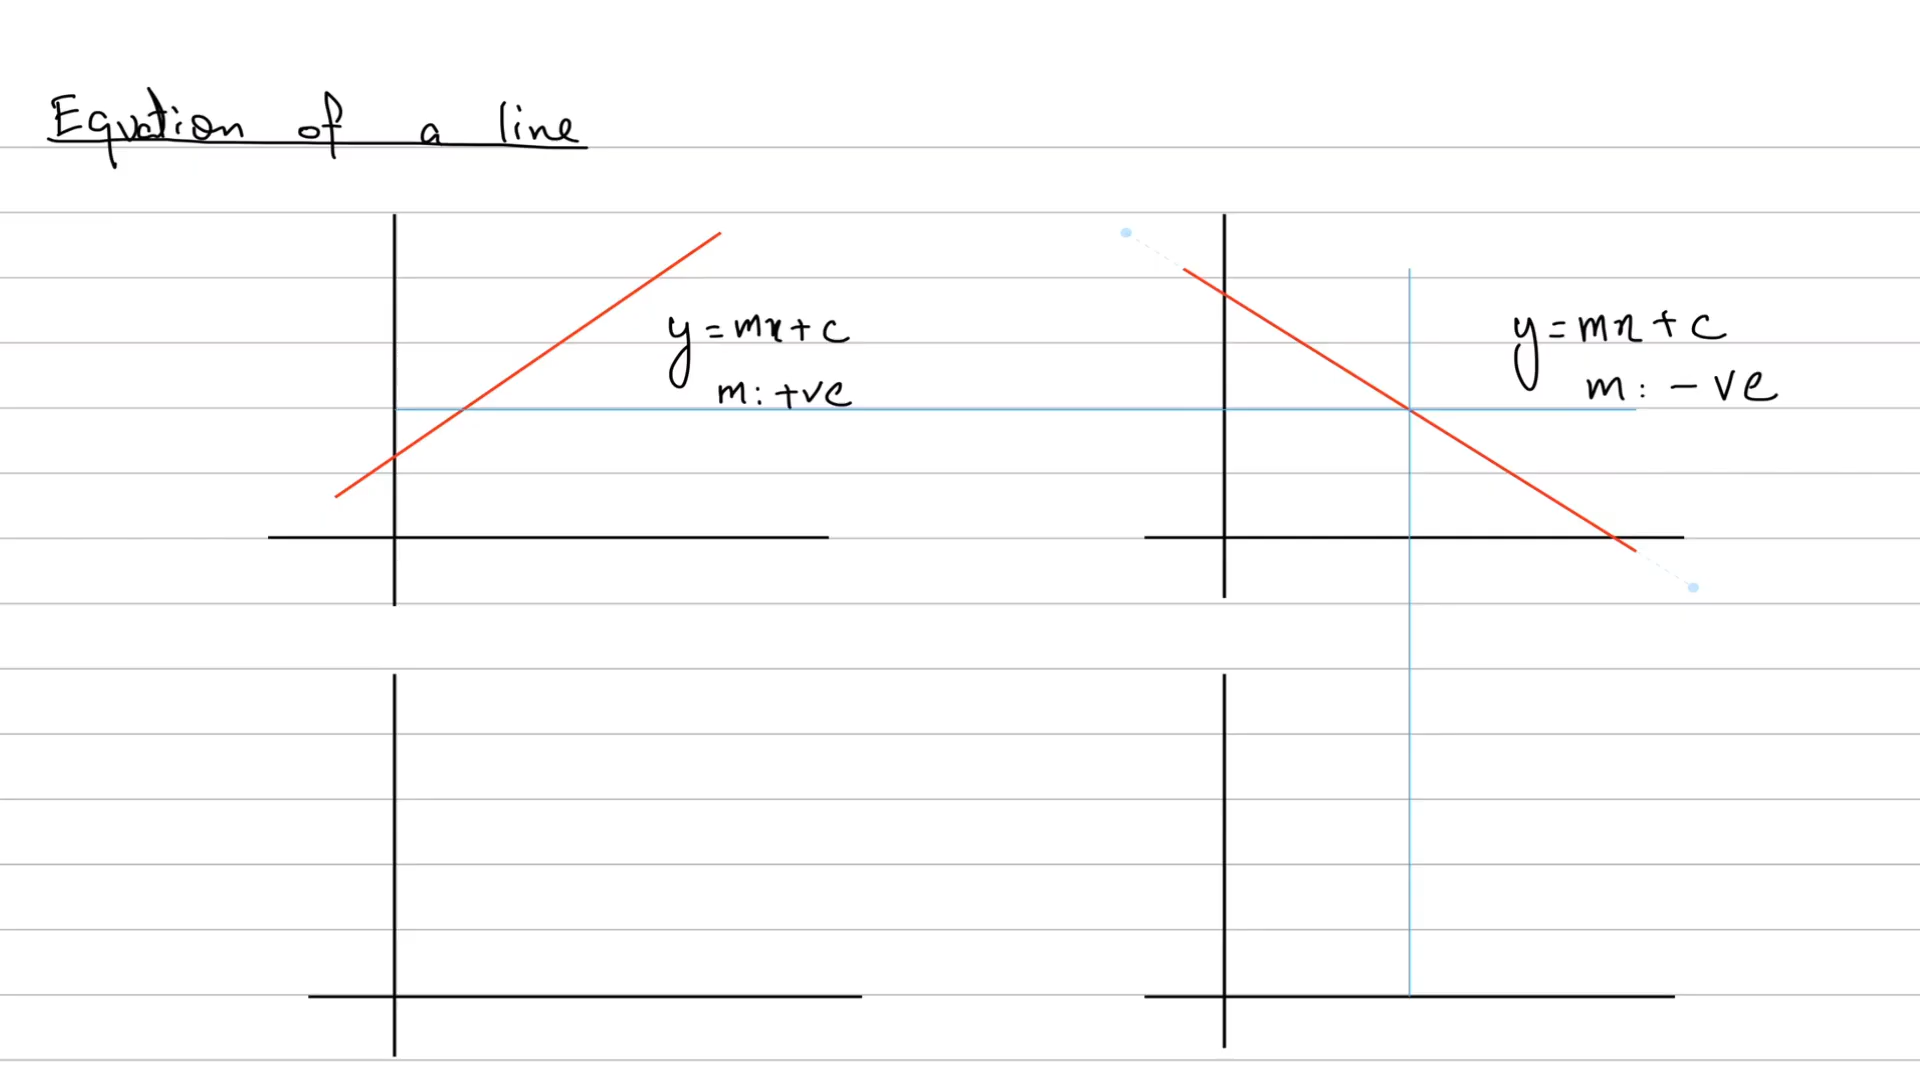 Equation of a line
y = mx + c
m: +ve
y = mx + c
m: - ve